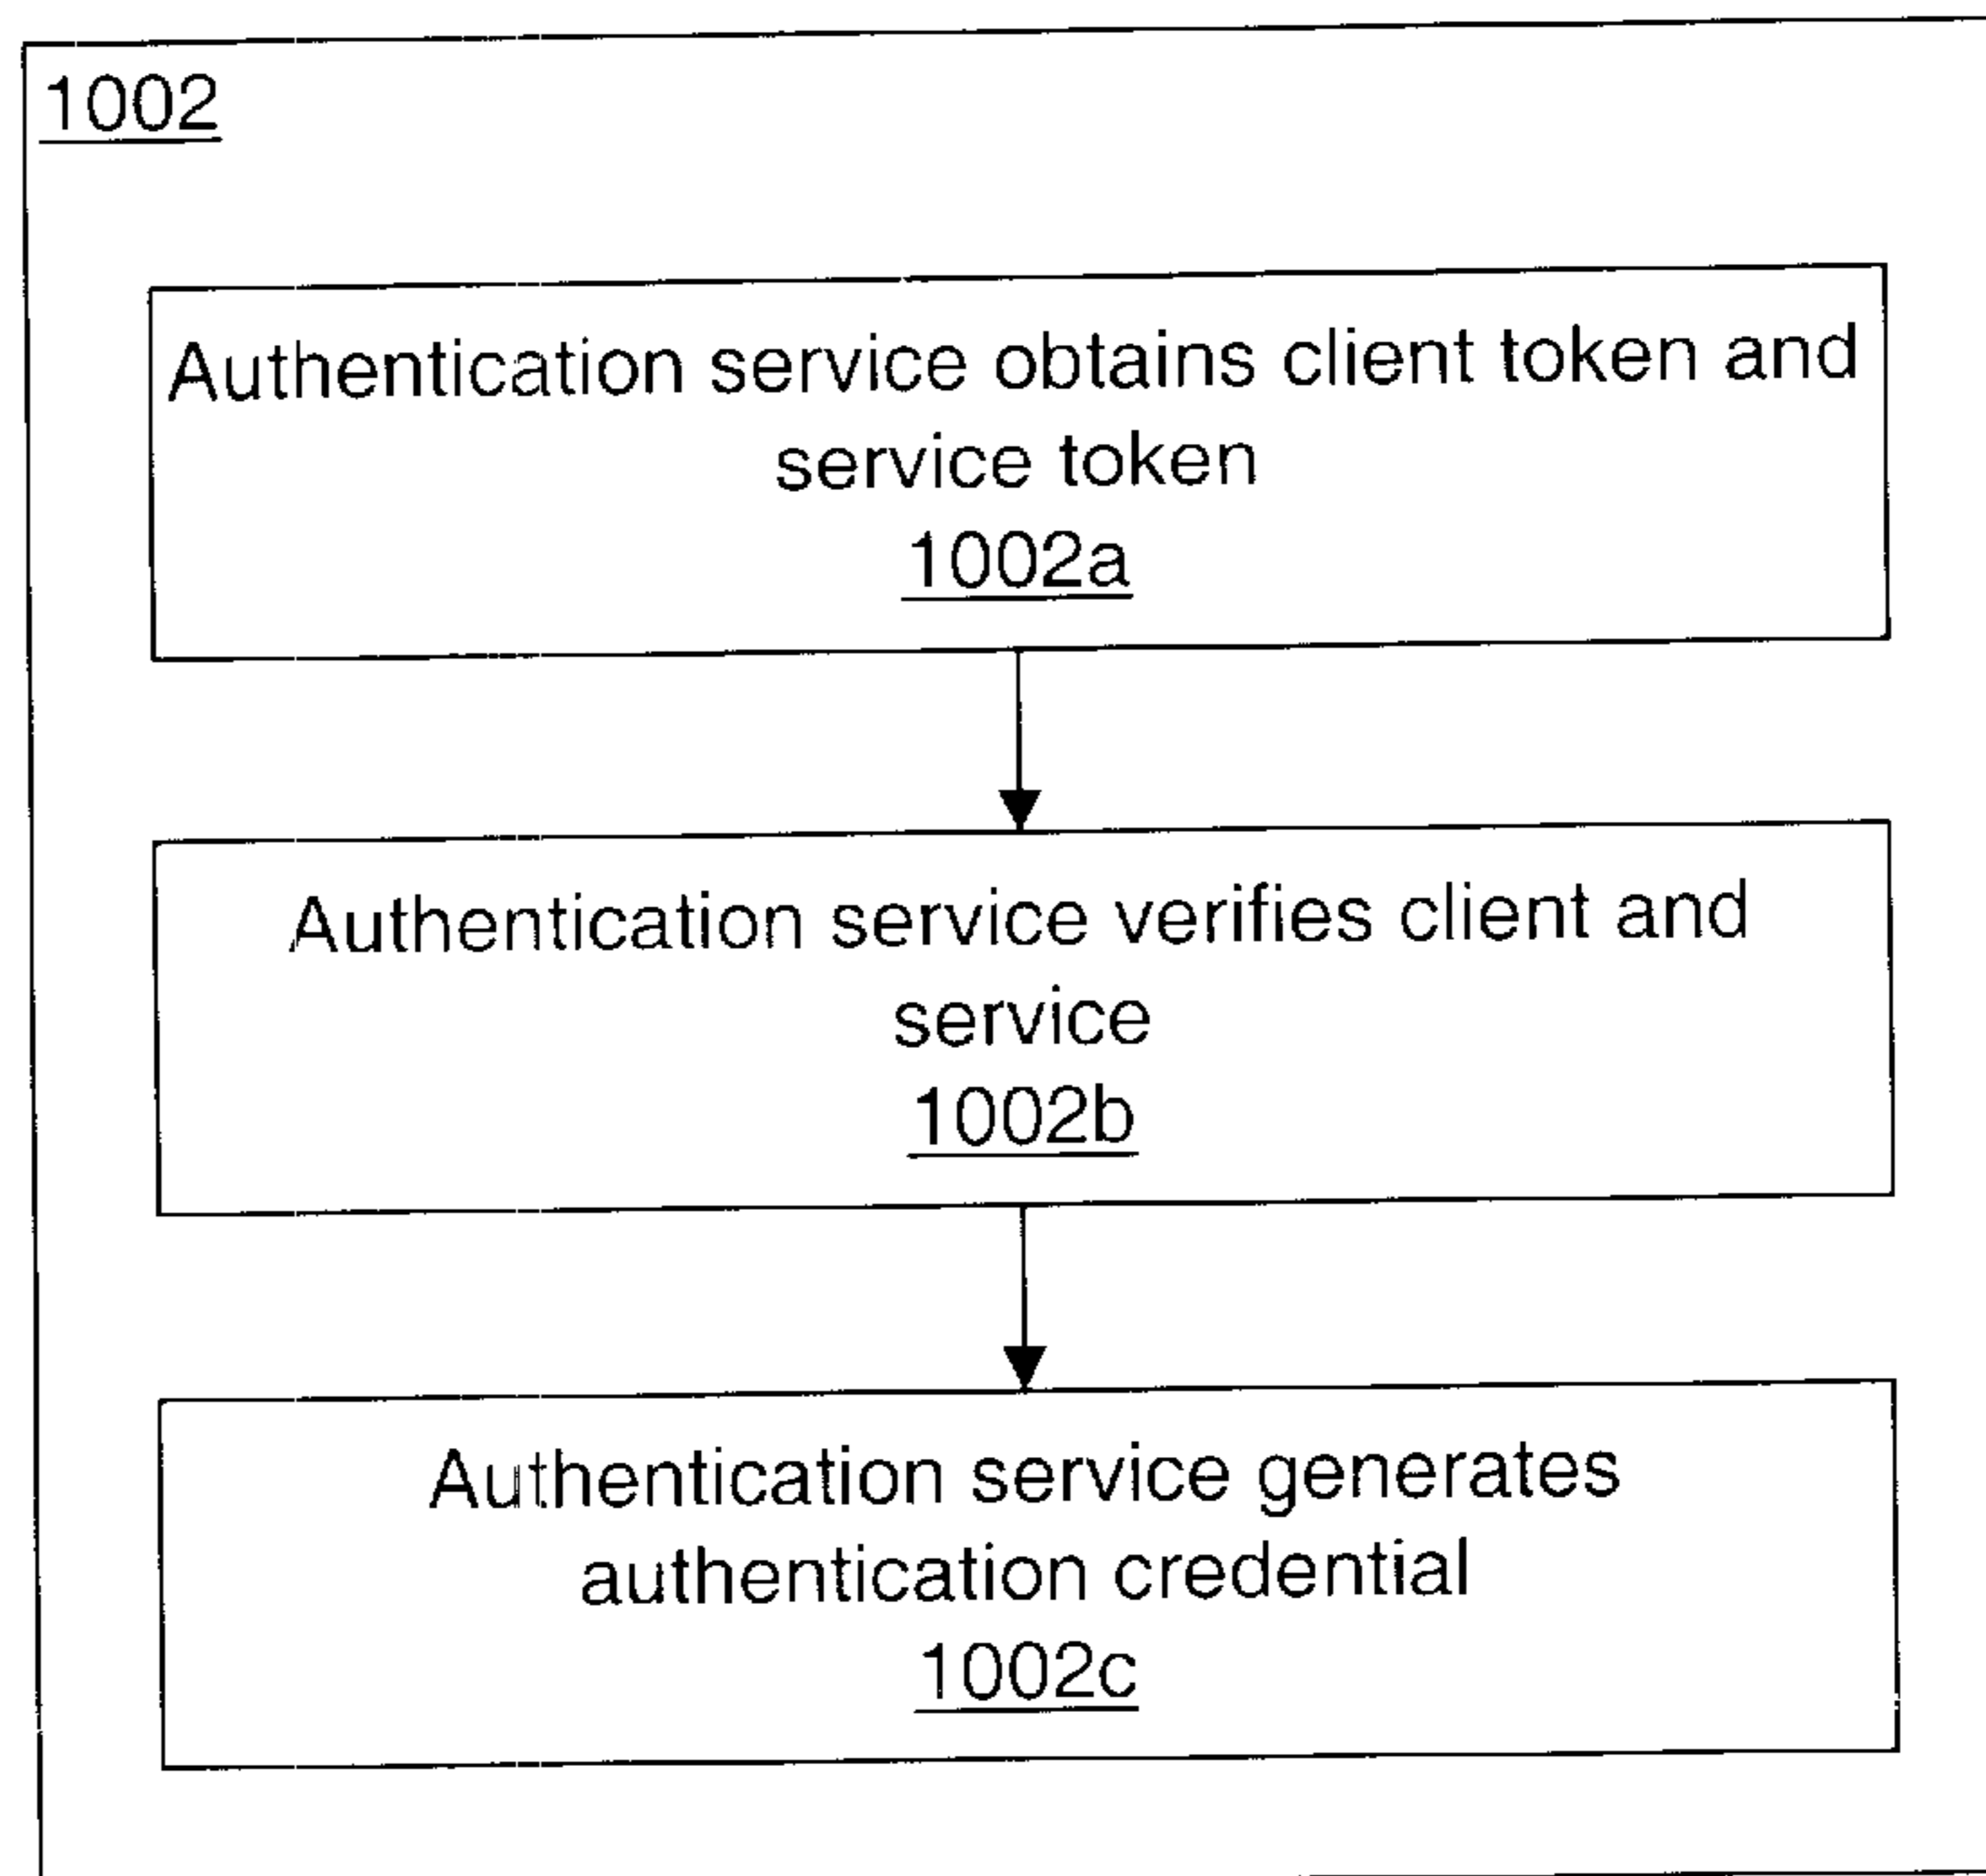 1002
Authentication service obtains client token and
service token
1002a
Authentication service verifies client and
service
1002b
Authentication service generates
authentication credential
1002c